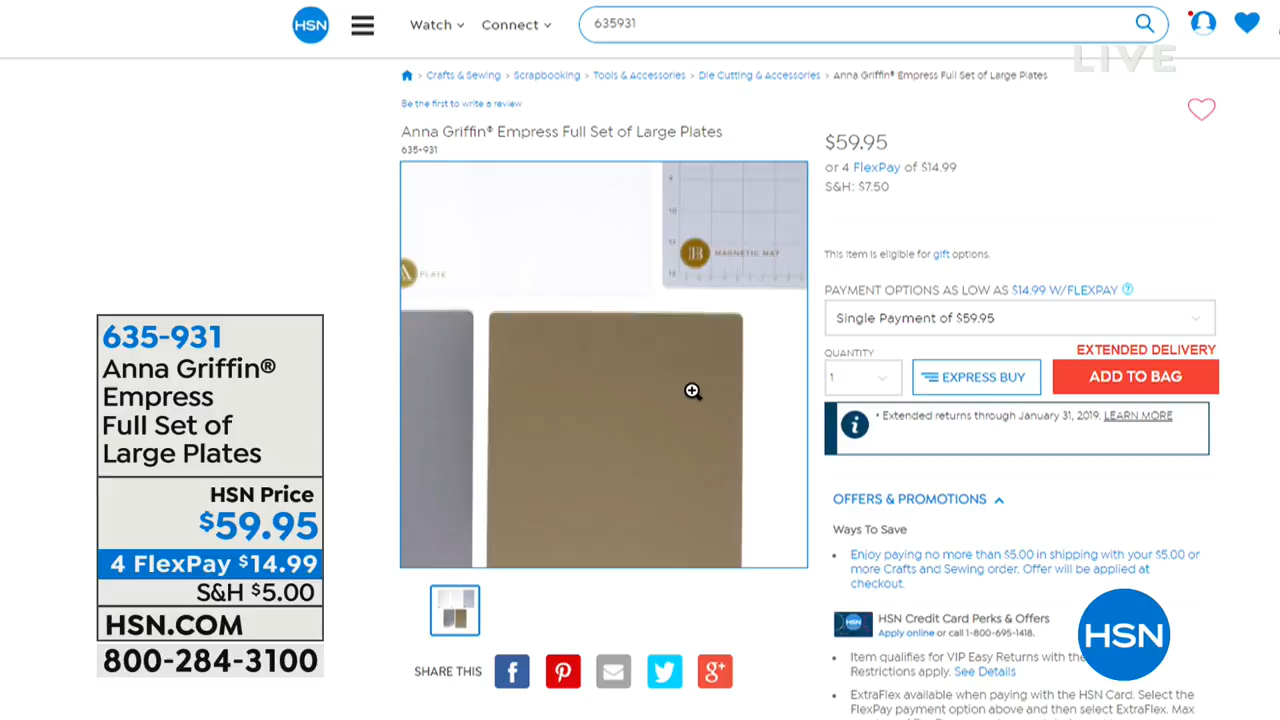 HSN
Watch
Connect
635931
LIVE
Crafts & Sewing > Scrapbooking > Tools & Accessories > Die Cutting & Accessories > Anna Griffin® Empress Full Set of Large Plates
Be the first to write a review
Anna Griffin® Empress Full Set of Large Plates
635-931
$59.95
or 4 FlexPay of $14.99
S&H: $7.50
9
10
11
12
A PLATE
B MAGNETIC MAT
This item is eligible for gift options.
PAYMENT OPTIONS AS LOW AS $14.99 W/FLEXPAY ?
Single Payment of $59.95
QUANTITY
1
EXPRESS BUY
EXTENDED DELIVERY
ADD TO BAG
i
• Extended returns through January 31, 2019. LEARN MORE
OFFERS & PROMOTIONS
Ways To Save
• Enjoy paying no more than $5.00 in shipping with your $5.00 or
more Crafts and Sewing order. Offer will be applied at
checkout.
HSN
HSN Credit Card Perks & Offers
Apply online or call 1-800-695-1418.
• Item qualifies for VIP Easy Returns with the
Restrictions apply. See Details
• ExtraFlex available when paying with the HSN Card. Select the
FlexPay payment option above and then select ExtraFlex. Max
HSN
SHARE THIS
f
g+
635-931
Anna Griffin®
Empress
Full Set of
Large Plates
HSN Price
$59.95
4 FlexPay $14.99
S&H $5.00
HSN.COM
800-284-3100